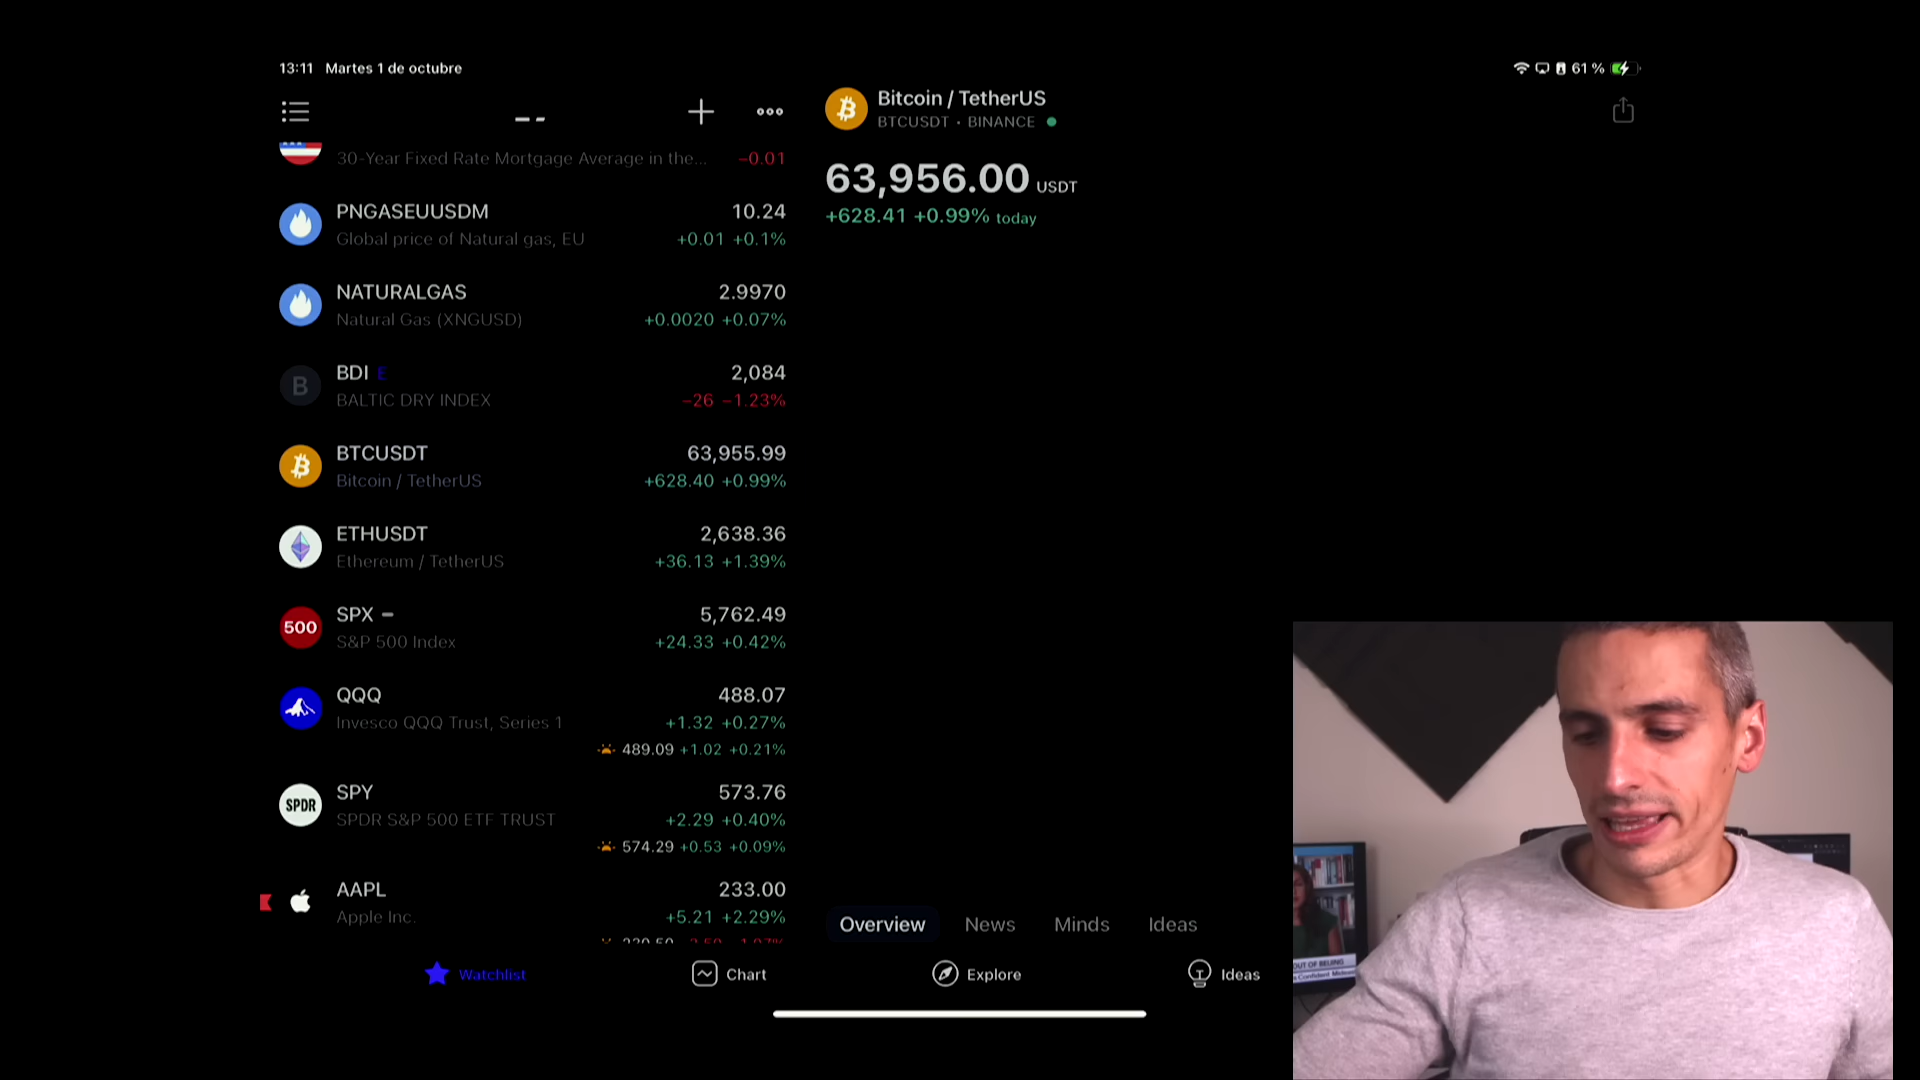 13:11 Martes 1 de octubre
61 %
30-Year Fixed Rate Mortgage Average in the... −0.01
PNGASEUUSDM 10.24
Global price of Natural gas, EU +0.01 +0.1%
NATURALGAS 2.9970
Natural Gas (XNGUSD) +0.0020 +0.07%
B
BDI E 2,084
BALTIC DRY INDEX −26 −1.23%
BTCUSDT 63,955.99
Bitcoin / TetherUS +628.40 +0.99%
ETHUSDT 2,638.36
Ethereum / TetherUS +36.13 +1.39%
500
SPX 5,762.49
S&P 500 Index +24.33 +0.42%
QQQ 488.07
Invesco QQQ Trust, Series 1 +1.32 +0.27%
489.09 +1.02 +0.21%
SPDR
SPY 573.76
SPDR S&P 500 ETF TRUST +2.29 +0.40%
574.29 +0.53 +0.09%
AAPL 233.00
Apple Inc. +5.21 +2.29%
Bitcoin / TetherUS
BTCUSDT • BINANCE
63,956.00 USDT
+628.41 +0.99% today
Overview News Minds Ideas
Watchlist Chart Explore Ideas
OUT OF BEIJING